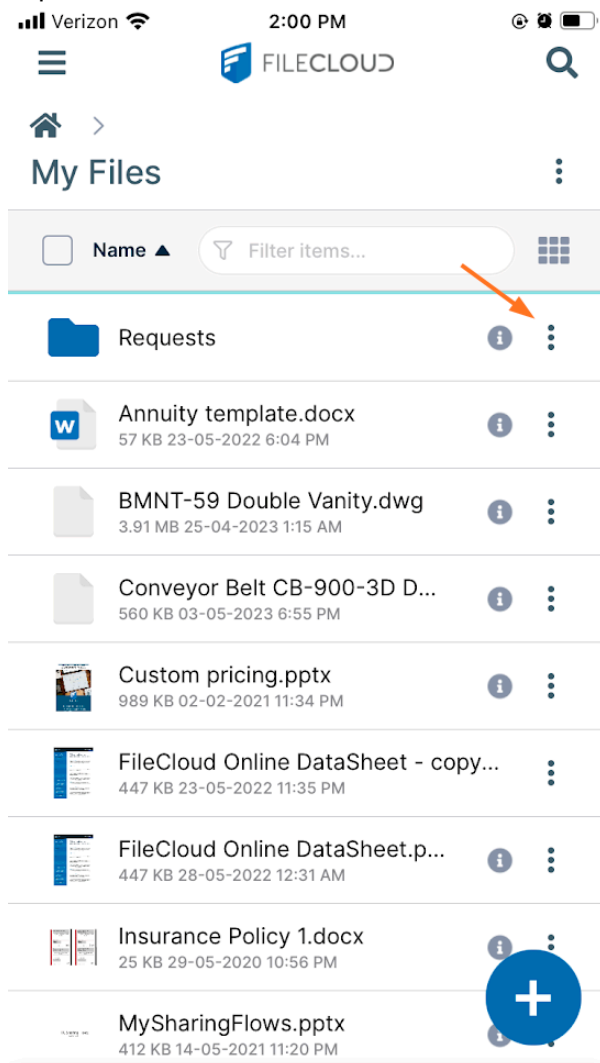 Verizon 2:00 PM
FILECLOUD
My Files
Name ▲ Filter items...
Requests
Annuity template.docx
57 KB 23-05-2022 6:04 PM
BMNT-59 Double Vanity.dwg
3.91 MB 25-04-2023 1:15 AM
Conveyor Belt CB-900-3D D...
560 KB 03-05-2023 6:55 PM
Custom pricing.pptx
989 KB 02-02-2021 11:34 PM
FileCloud Online DataSheet - copy...
447 KB 23-05-2022 11:35 PM
FileCloud Online DataSheet.p...
447 KB 28-05-2022 12:31 AM
Insurance Policy 1.docx
25 KB 29-05-2020 10:56 PM
MySharingFlows.pptx
412 KB 14-05-2021 11:20 PM